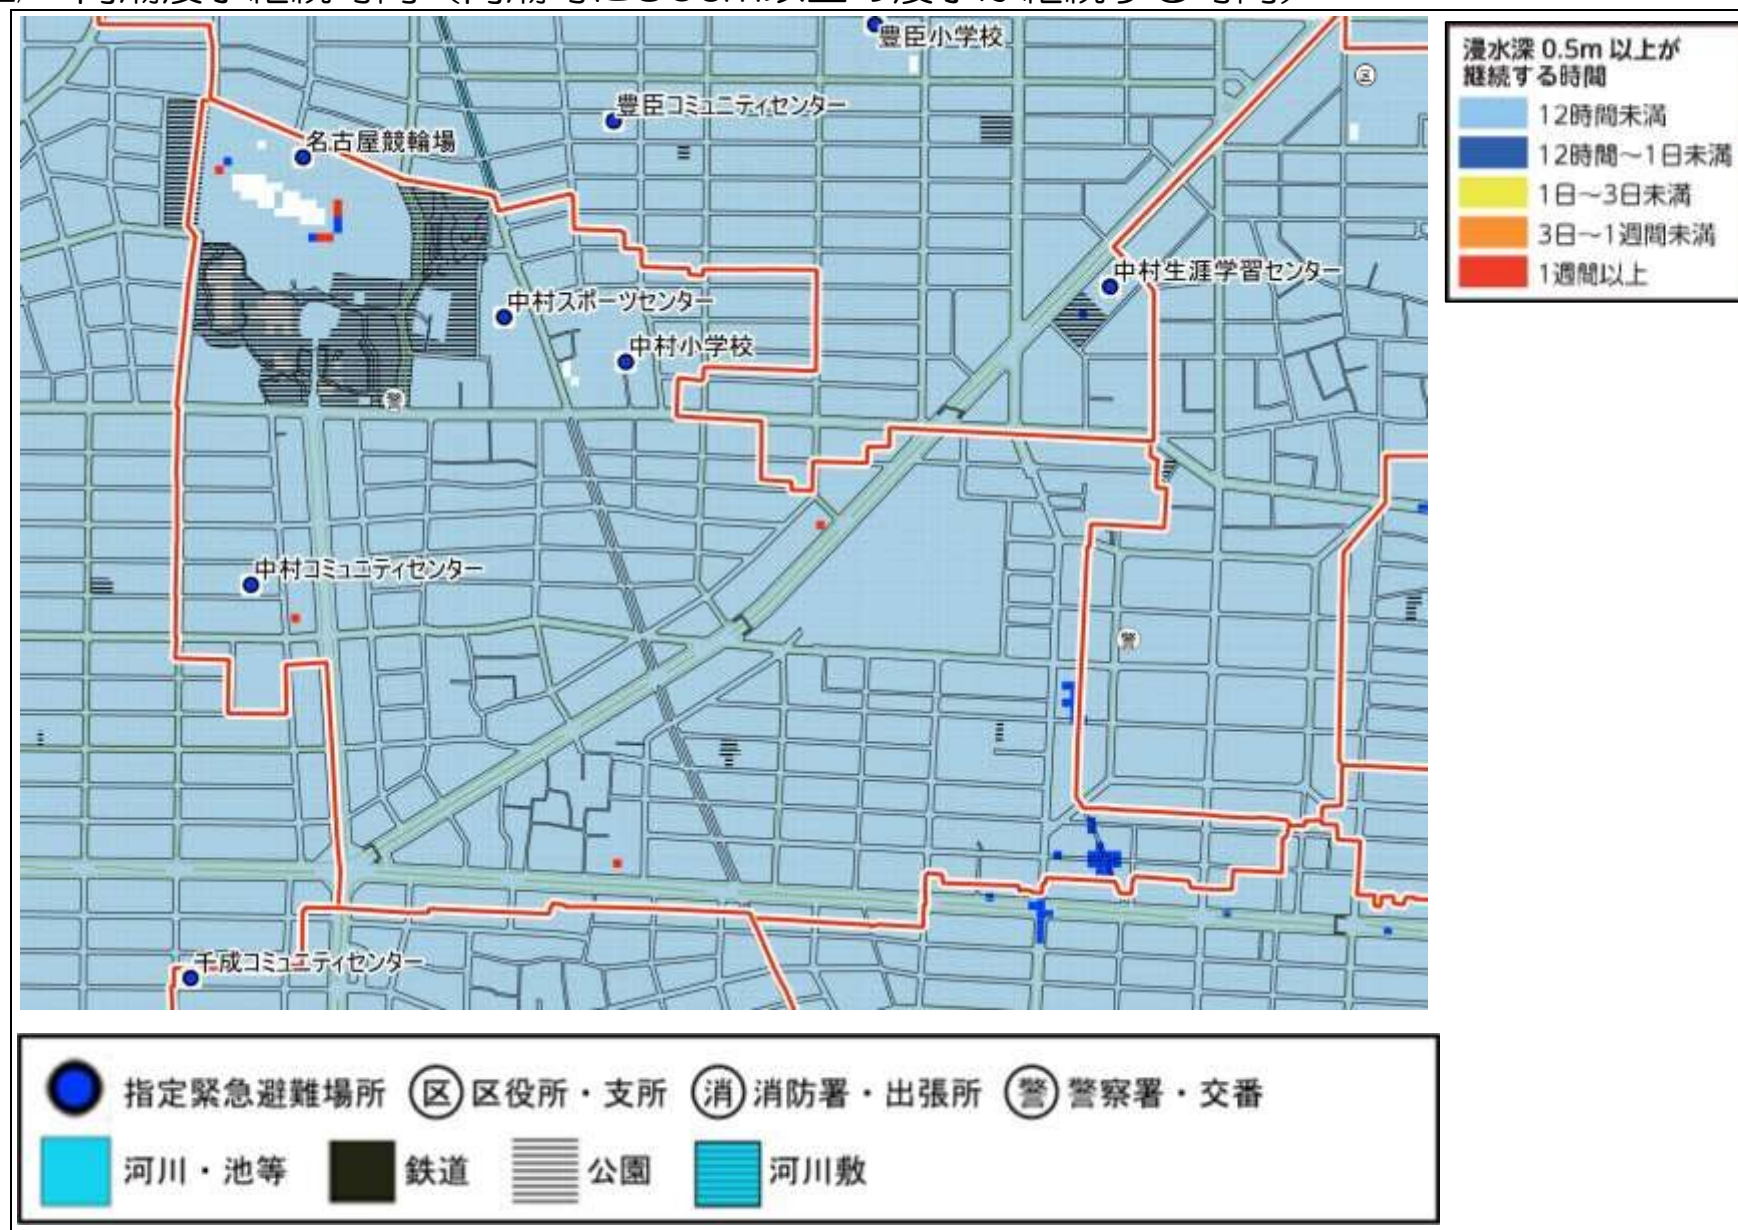 豊臣小学校
区
豊臣コミュニティセンター
名古屋競輪場
中村生涯学習センター
中村スポーツセンター
中村小学校
警
中村コミュニティセンター
警
千成コミュニティセンター
浸水深 0.5m 以上が
継続する時間
12時間未満
12時間～1日未満
1日～3日未満
3日～1週間未満
1週間以上
指定緊急避難場所 区 区役所・支所 消 消防署・出張所 警 警察署・交番
河川・池等 鉄道 公園 河川敷